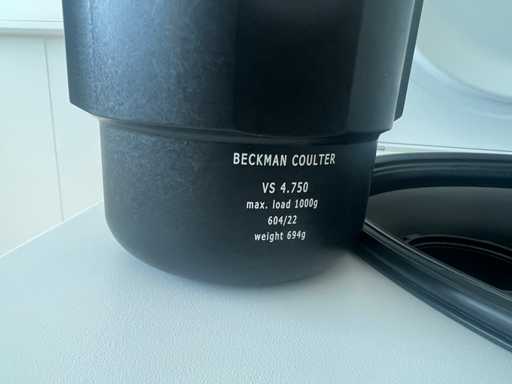 BECKMAN COULTER
VS 4.750
max. load 1000g
604/22
weight 694g